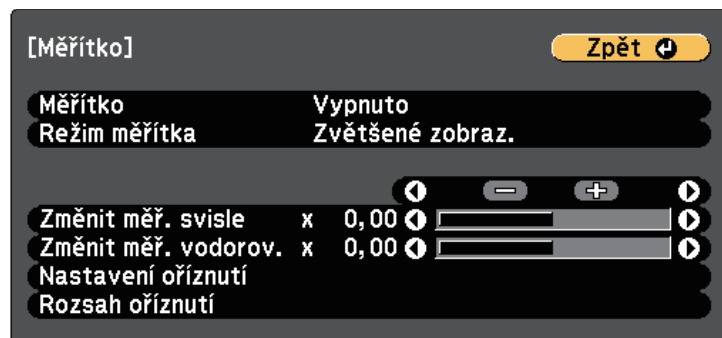 [Měřítko] Zpět
Měřítko Vypnuto
Režim měřítka Zvětšené zobraz.
− +
Změnit měř. svisle x 0,00
Změnit měř. vodorov. x 0,00
Nastavení oříznutí
Rozsah oříznutí